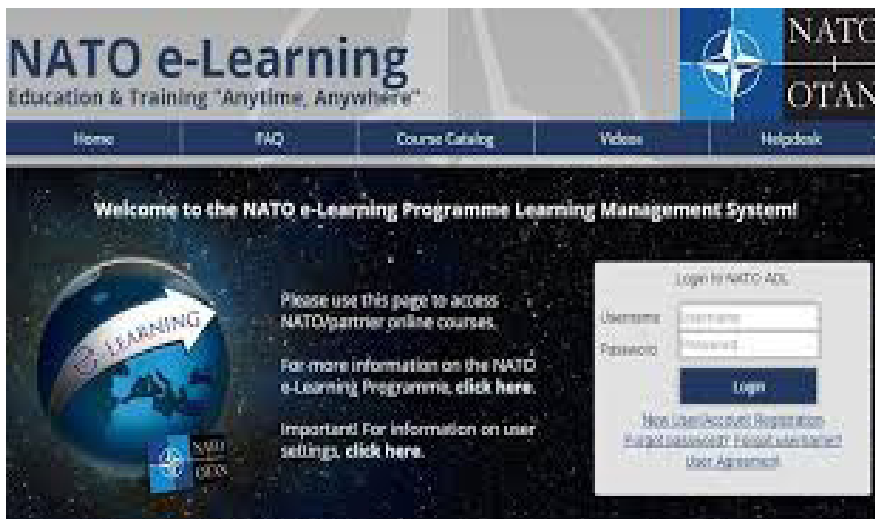 NATO e-Learning
Education & Training "Anytime, Anywhere"
NATO
OTAN
Home FAQ Course Catalog Videos Helpdesk
Welcome to the NATO e-Learning Programme Learning Management System!
LEARNING
NATO
OTAN
Please use this page to access
NATO/partner online courses.
For more information on the NATO
e-Learning Programme, click here.
Important! For information on user
settings, click here.
Login to NATO ADL
Username Username
Password Password
Login
New User/Account Registration
Forgot password? Forgot username?
User Agreement